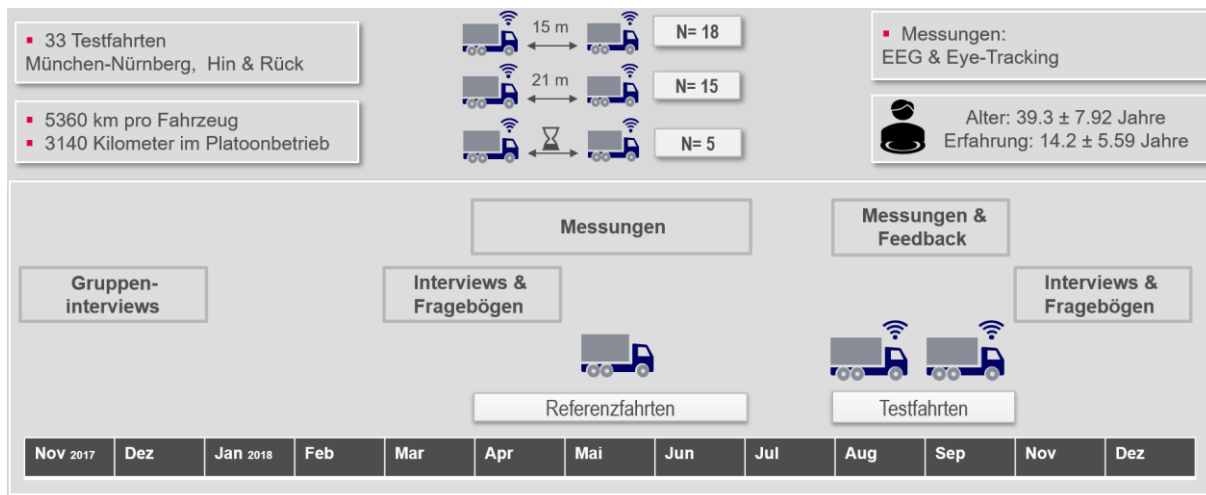 33 Testfahrten
München-Nürnberg, Hin & Rück
5360 km pro Fahrzeug
3140 Kilometer im Platoonbetrieb
15 m
N= 18
21 m
N= 15
N= 5
Messungen:
EEG & Eye-Tracking
Alter: 39.3 ± 7.92 Jahre
Erfahrung: 14.2 ± 5.59 Jahre
Messungen
Messungen &
Feedback
Gruppen-
interviews
Interviews &
Fragebögen
Interviews &
Fragebögen
Referenzfahrten
Testfahrten
Nov 2017 Dez Jan 2018 Feb Mar Apr Mai Jun Jul Aug Sep Nov Dez